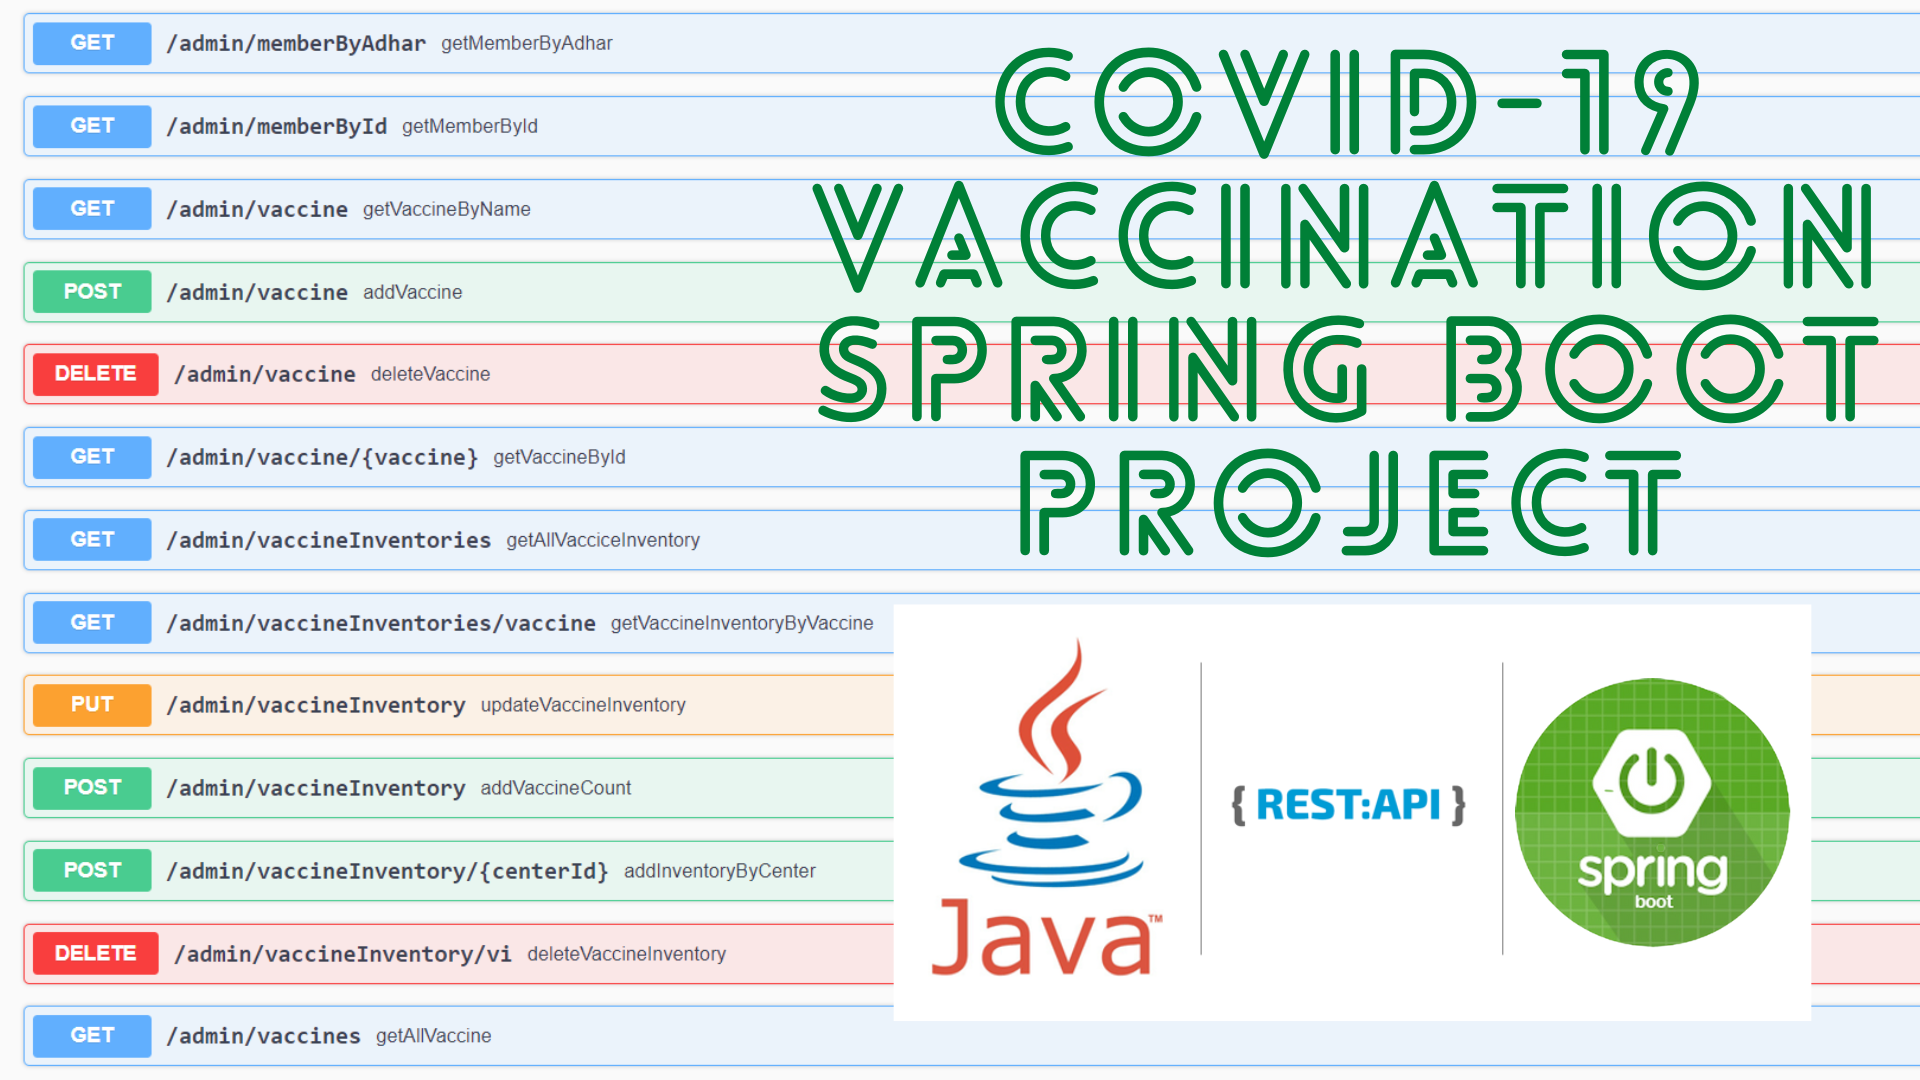 GET /admin/memberByAdhar getMemberByAdhar
GET /admin/memberById getMemberById
GET /admin/vaccine getVaccineByName
POST /admin/vaccine addVaccine
DELETE /admin/vaccine deleteVaccine
GET /admin/vaccine/{vaccine} getVaccineById
GET /admin/vaccineInventories getAllVacciceInventory
GET /admin/vaccineInventories/vaccine getVaccineInventoryByVaccine
PUT /admin/vaccineInventory updateVaccineInventory
POST /admin/vaccineInventory addVaccineCount
POST /admin/vaccineInventory/{centerId} addInventoryByCenter
DELETE /admin/vaccineInventory/vi deleteVaccineInventory
GET /admin/vaccines getAllVaccine
COVID-19
VACCINATION
SPRING BOOT
PROJECT
Java™
{ REST:API }
spring
boot